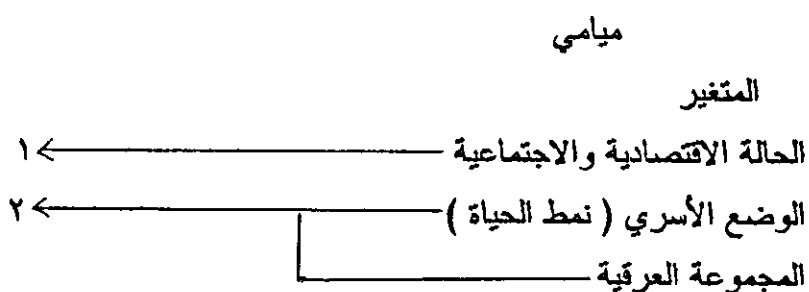 ميامي
المتغير
الحالة الاقتصادية والاجتماعية ١
الوضع الأسري ( نمط الحياة ) ٢
المجموعة العرقية